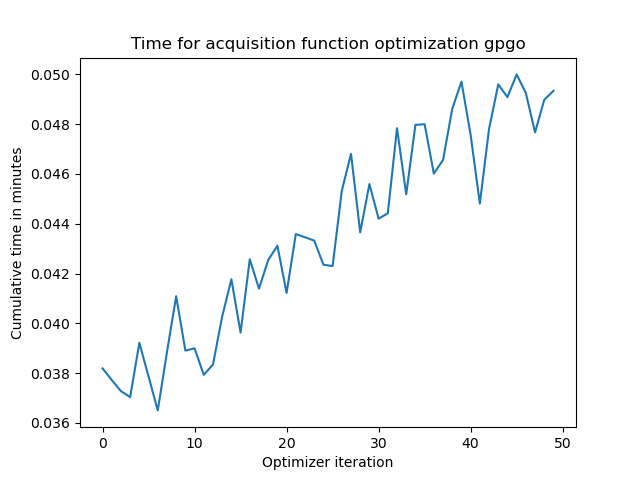 Time for acquisition function optimization gpgo
0.050
0.048
0.046
0.044
0.042
0.040
0.038
0.036
Cumulative time in minutes
0 10 20 30 40 50
Optimizer iteration